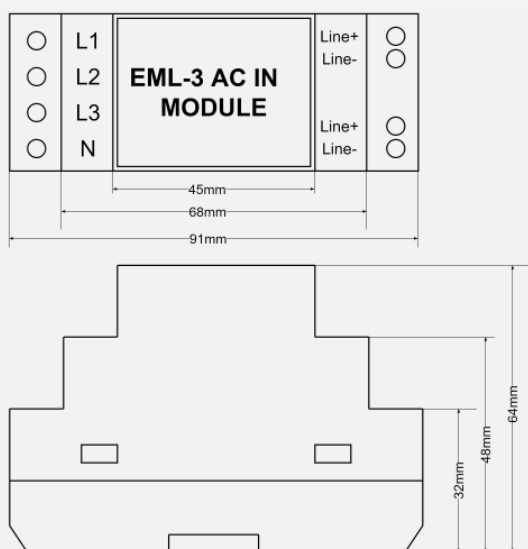 L1
L2
L3
N
EML-3 AC IN
MODULE
Line+
Line-
Line+
Line-
45mm
68mm
91mm
64mm
48mm
32mm